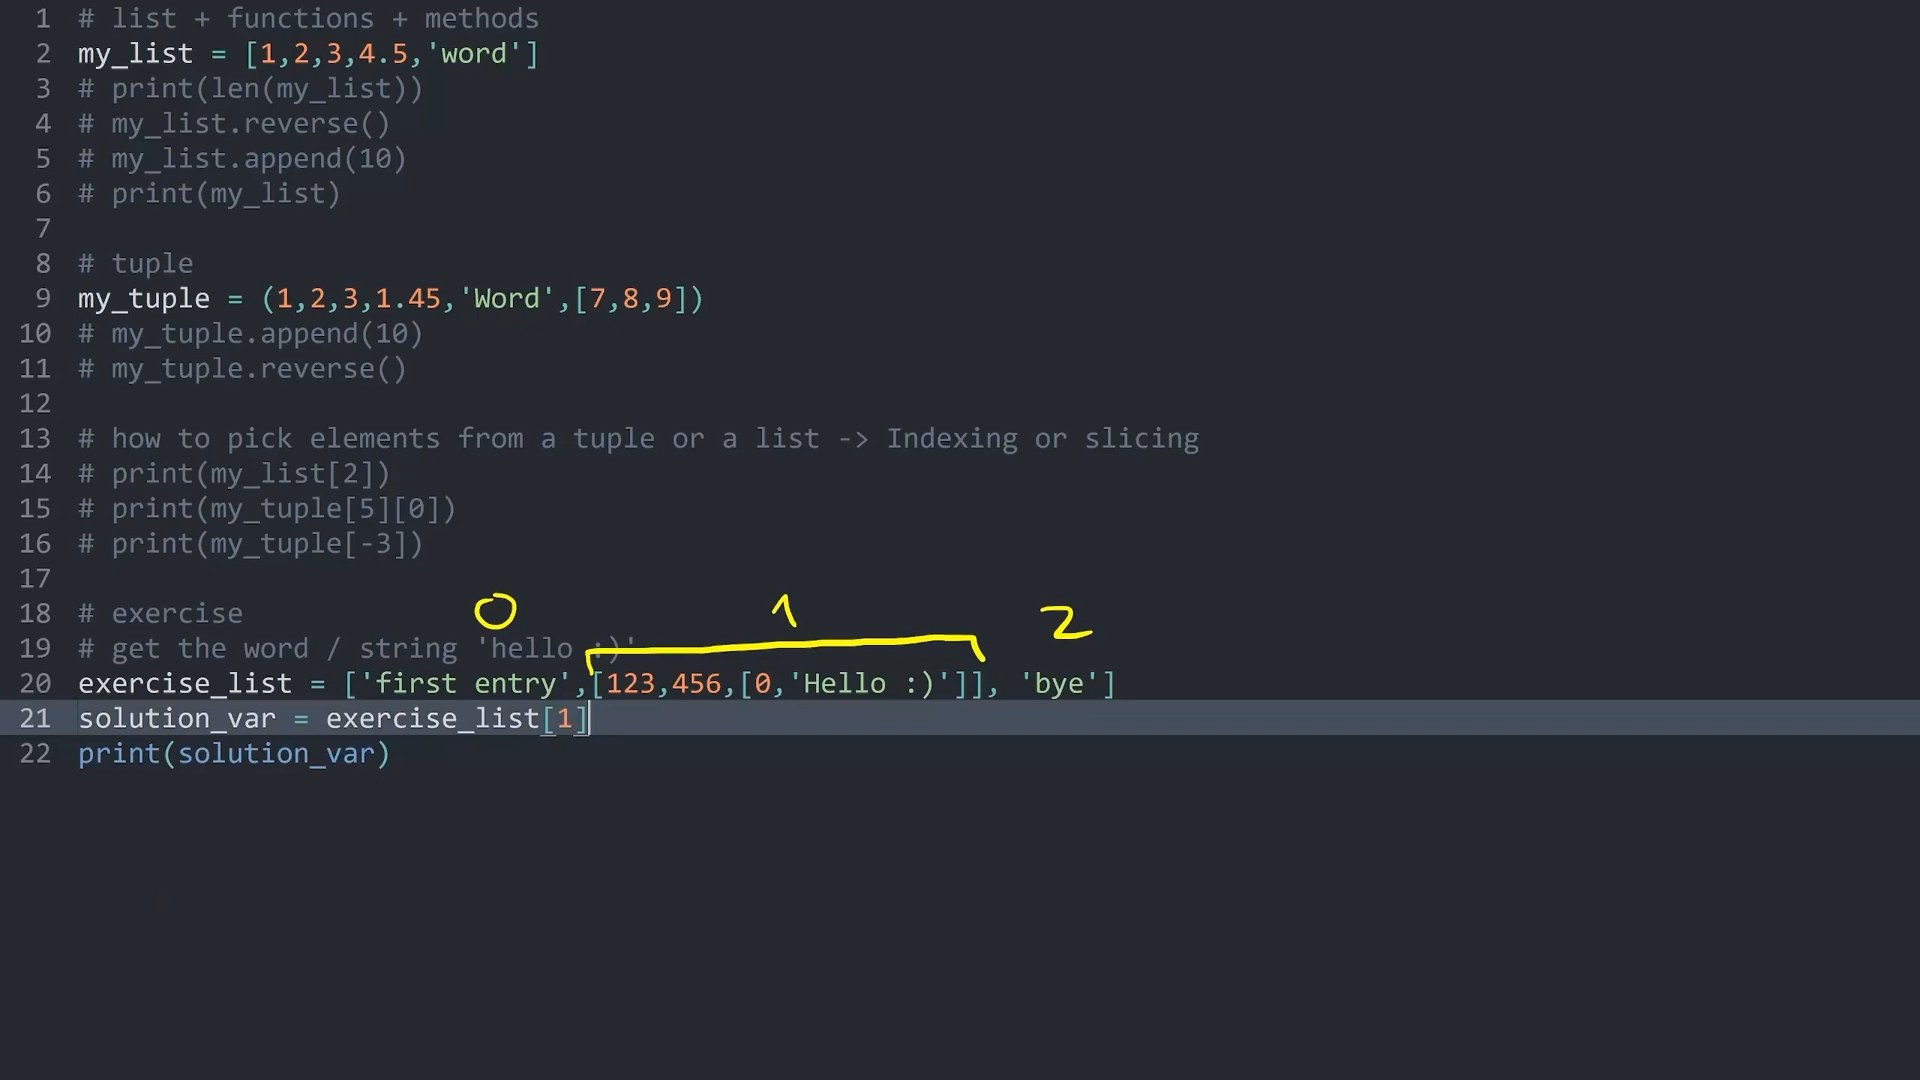 1 # list + functions + methods
2 my_list = [1,2,3,4.5,'word']
3 # print(len(my_list))
4 # my_list.reverse()
5 # my_list.append(10)
6 # print(my_list)
7
8 # tuple
9 my_tuple = (1,2,3,1.45,'Word',[7,8,9])
10 # my_tuple.append(10)
11 # my_tuple.reverse()
12
13 # how to pick elements from a tuple or a list -> Indexing or slicing
14 # print(my_list[2])
15 # print(my_tuple[5][0])
16 # print(my_tuple[-3])
17
0 1 2
18 # exercise
19 # get the word / string 'hello :)'
20 exercise_list = ['first entry',[123,456,[0,'Hello :)']], 'bye']
21 solution_var = exercise_list[1]
22 print(solution_var)